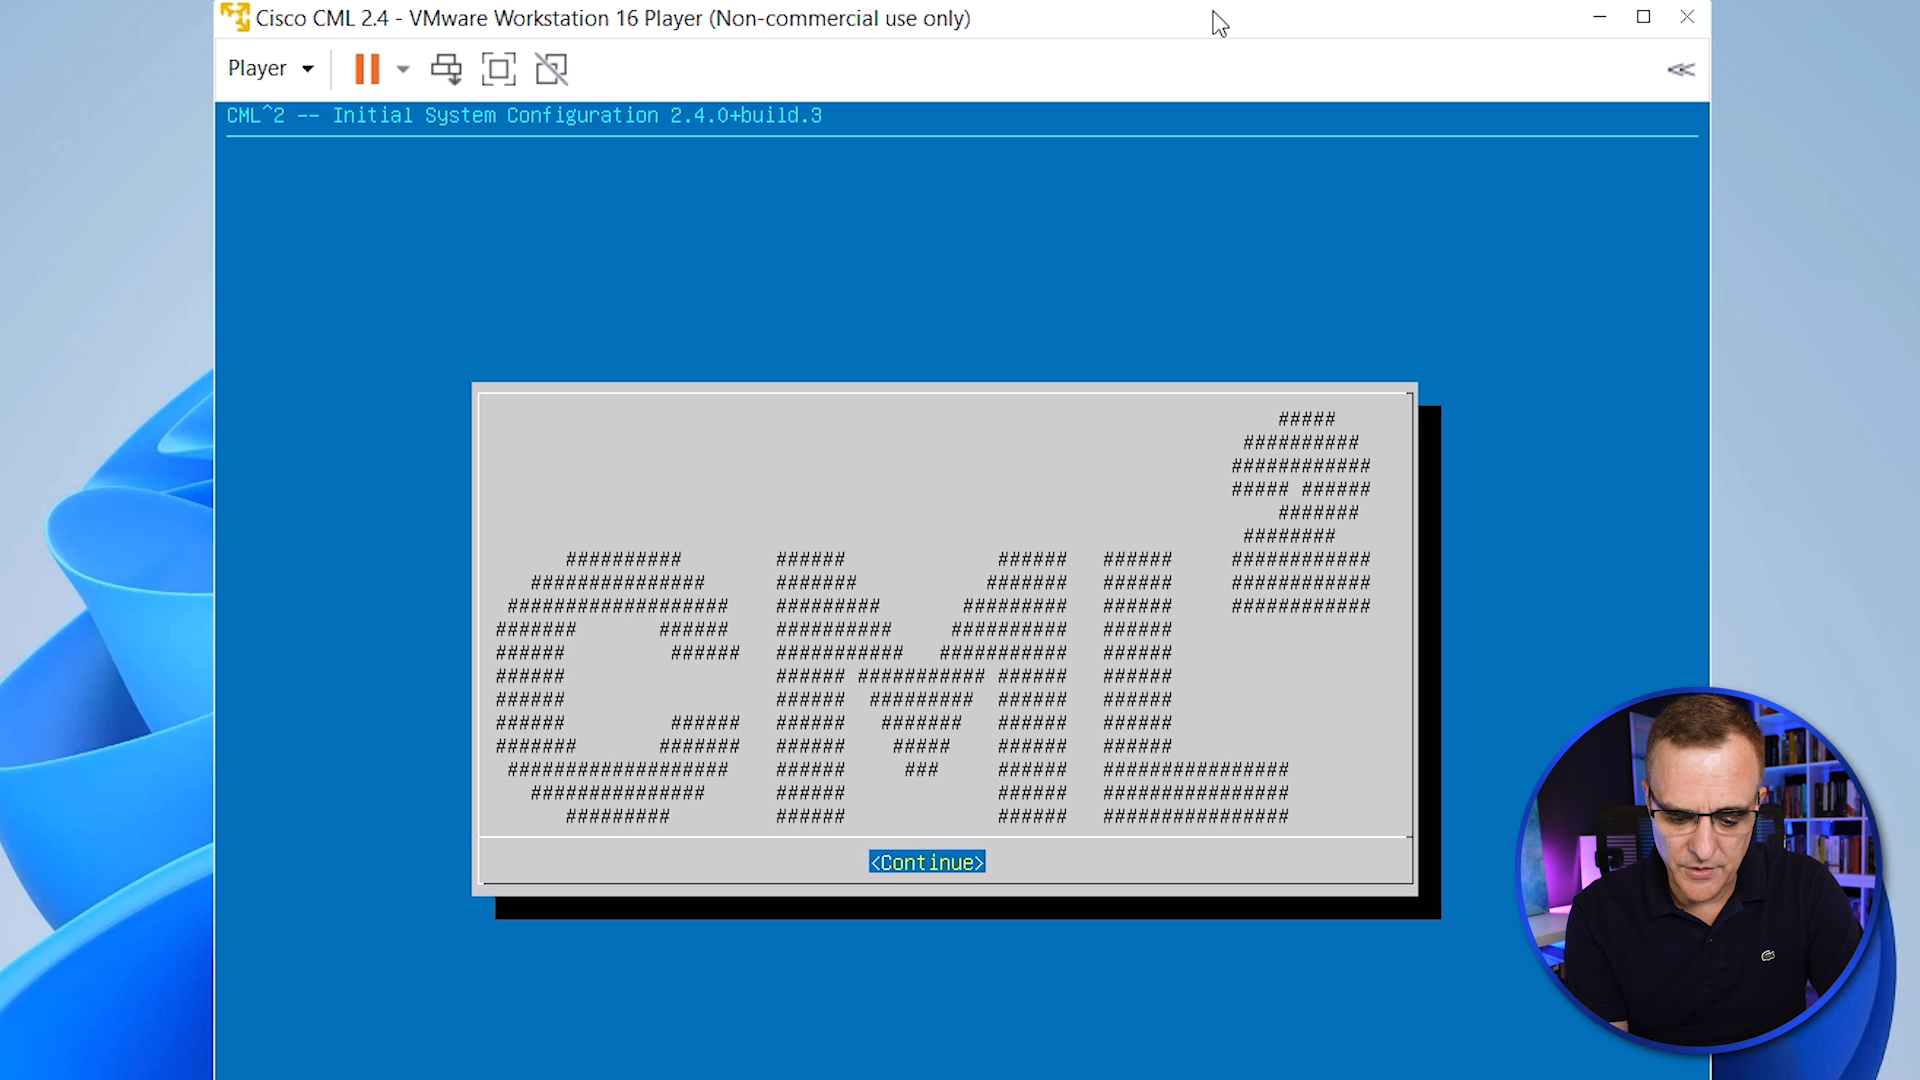 Cisco CML 2.4 - VMware Workstation 16 Player (Non-commercial use only)
Player
CML^2 -- Initial System Configuration 2.4.0+build.3
CML2
<Continue>